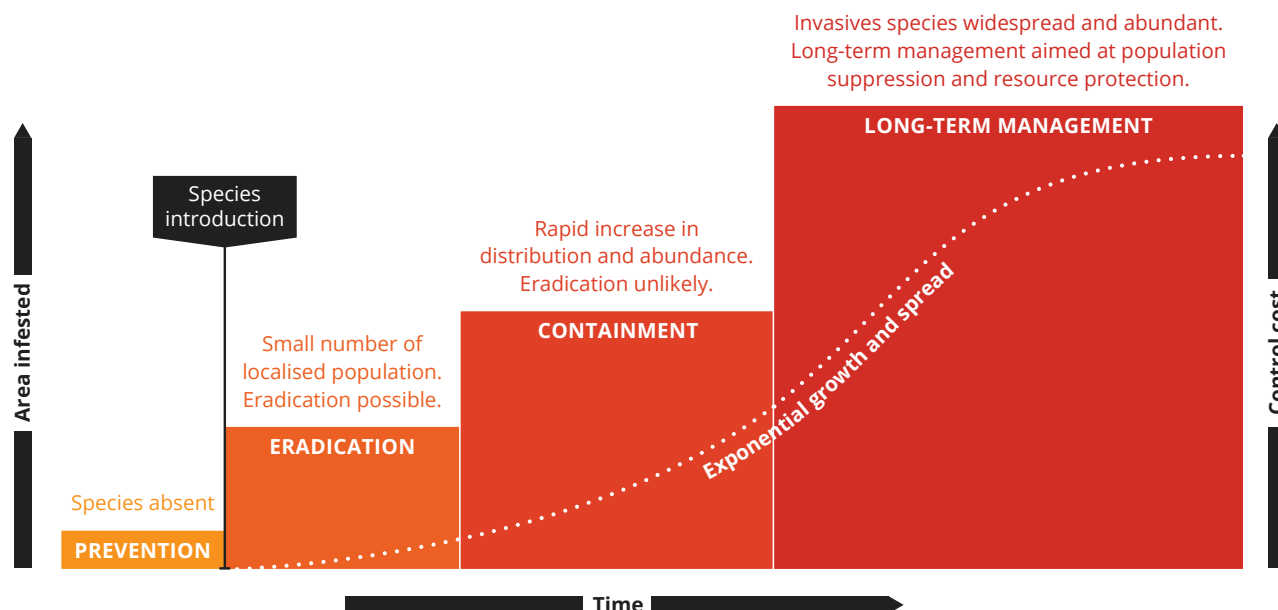 Invasives species widespread and abundant.
Long-term management aimed at population
suppression and resource protection.
LONG-TERM MANAGEMENT
Species
introduction
Rapid increase in
distribution and abundance.
Eradication unlikely.
CONTAINMENT
Small number of
localised population.
Eradication possible.
ERADICATION
Species absent
PREVENTION
Exponential growth and spread
Area infested
Control cost
Time